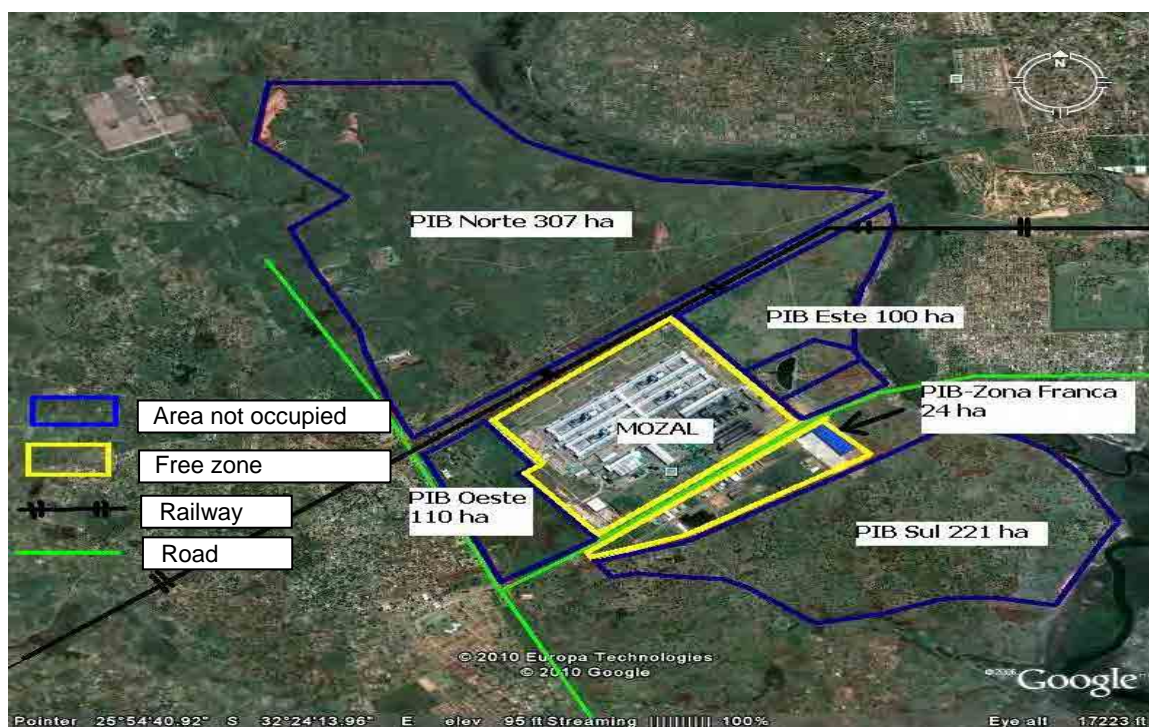 N
PIB Norte 307 ha
PIB Este 100 ha
PIB-Zona Franca
24 ha
MOZAL
PIB Oeste
110 ha
PIB Sul 221 ha
Area not occupied
Free zone
Railway
Road
© 2010 Europa Technologies
© 2010 Google
©2006 Google
Pointer 25°54'40.92" S 32°24'13.96" E elev 95 ft Streaming 100% Eye alt 17223 ft